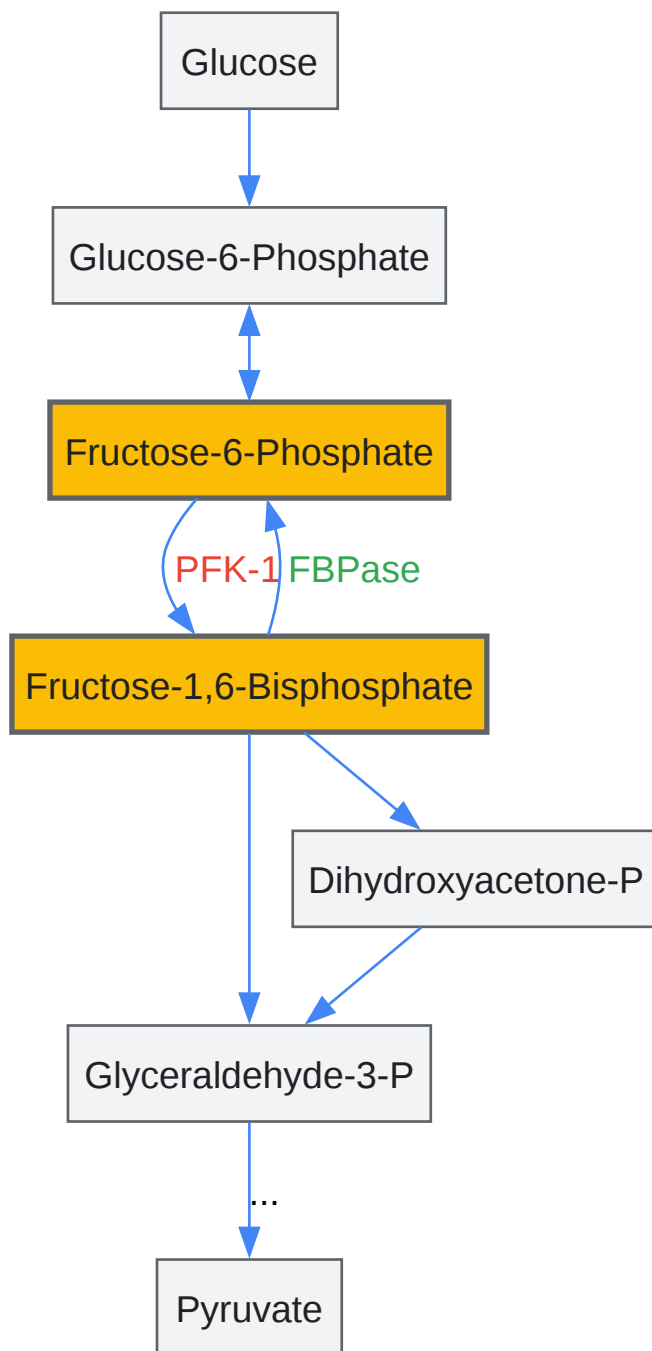 Glucose
Glucose-6-Phosphate
Fructose-6-Phosphate
PFK-1 FBPase
Fructose-1,6-Bisphosphate
Dihydroxyacetone-P
Glyceraldehyde-3-P
...
Pyruvate